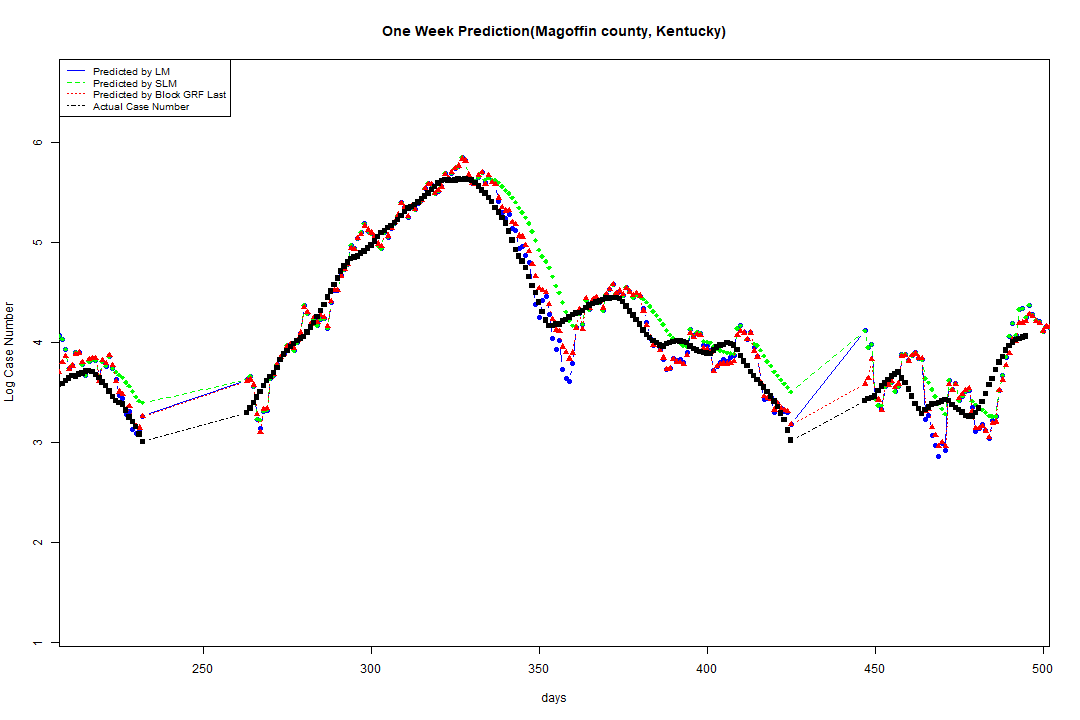 One Week Prediction(Magoffin county, Kentucky)
Predicted by LM
Predicted by SLM
Predicted by Block GRF Last
Actual Case Number
Log Case Number
6
5
4
3
2
1
250 300 350 400 450 500
days